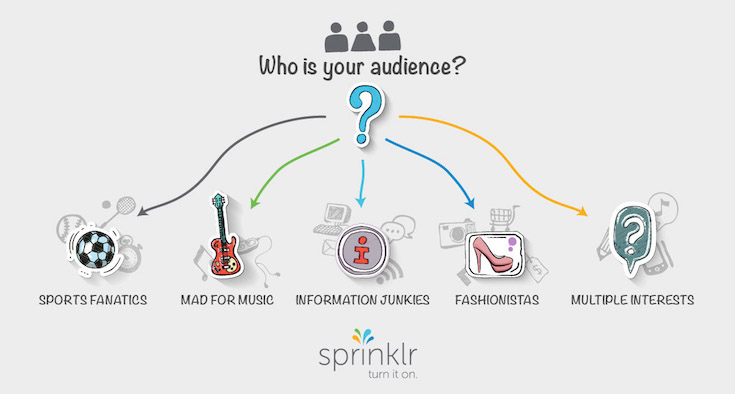 Who is your audience?
?
i
?
SPORTS FANATICS
MAD FOR MUSIC
INFORMATION JUNKIES
FASHIONISTAS
MULTIPLE INTERESTS
sprinklr
turn it on.